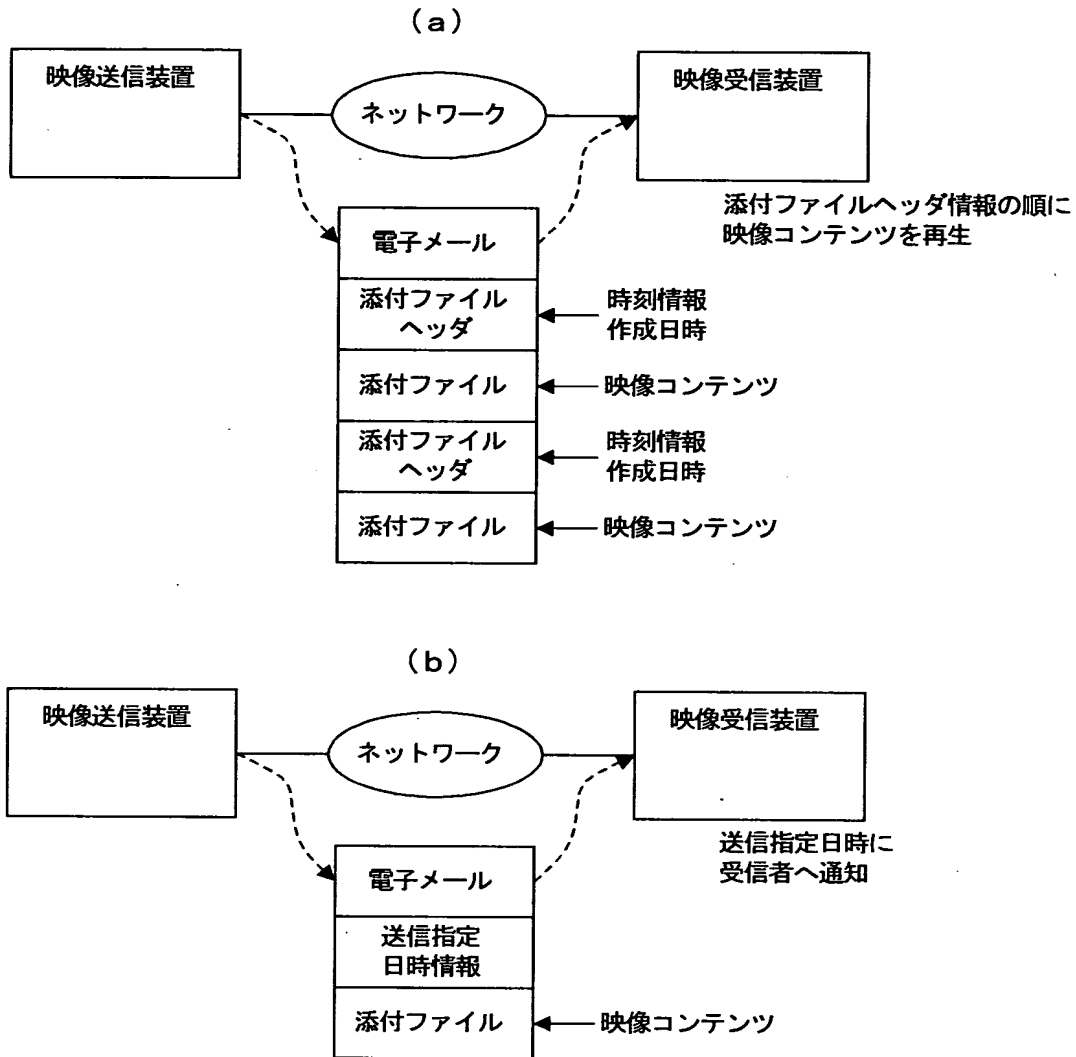 (a)
映像送信装置
ネットワーク
映像受信装置
添付ファイルヘッダ情報の順に
映像コンテンツを再生
電子メール
添付ファイル
ヘッダ
時刻情報
作成日時
添付ファイル
映像コンテンツ
添付ファイル
ヘッダ
時刻情報
作成日時
添付ファイル
映像コンテンツ
(b)
映像送信装置
ネットワーク
映像受信装置
送信指定日時に
受信者へ通知
電子メール
送信指定
日時情報
添付ファイル
映像コンテンツ